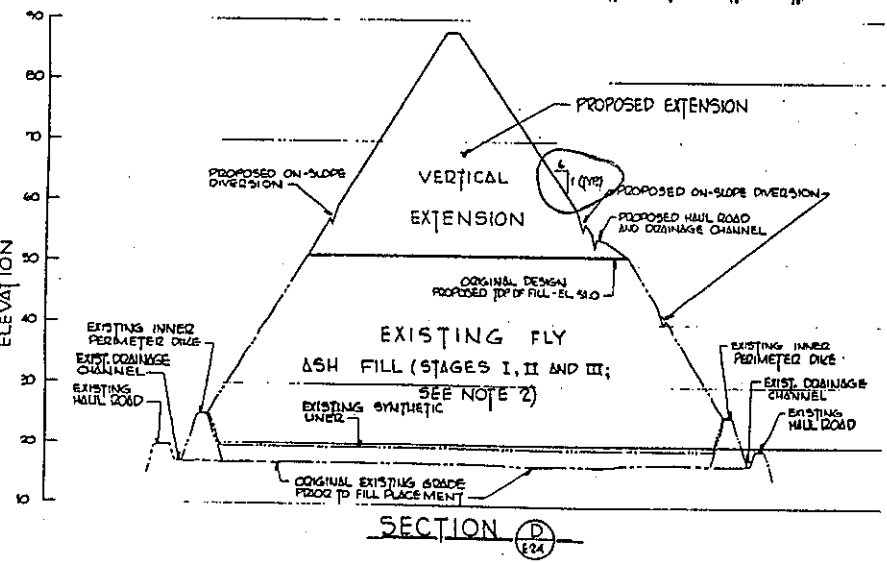 90
80
70
60
50
40
30
20
10
ELEVATION
PROPOSED EXTENSION
PROPOSED ON-SLOPE
DIVERSION
VERTICAL
EXTENSION
1 (TYP)
PROPOSED ON-SLOPE DIVERSION
PROPOSED HAUL ROAD
AND DRAINAGE CHANNEL
ORIGINAL DESIGN
PROPOSED TOP OF FILL-EL 51.0
EXISTING FLY
ASH FILL (STAGES I, II AND III;
SEE NOTE 2)
EXISTING INNER
PERIMETER DIKE
EXIST. DRAINAGE
CHANNEL
EXISTING
HAUL ROAD
EXISTING SYNTHETIC
LINER
EXISTING INNER
PERIMETER DIKE
EXIST. DRAINAGE
CHANNEL
EXISTING
HAUL ROAD
ORIGINAL EXISTING GRADE
PRIOR TO FILL PLACEMENT
SECTION D
E24